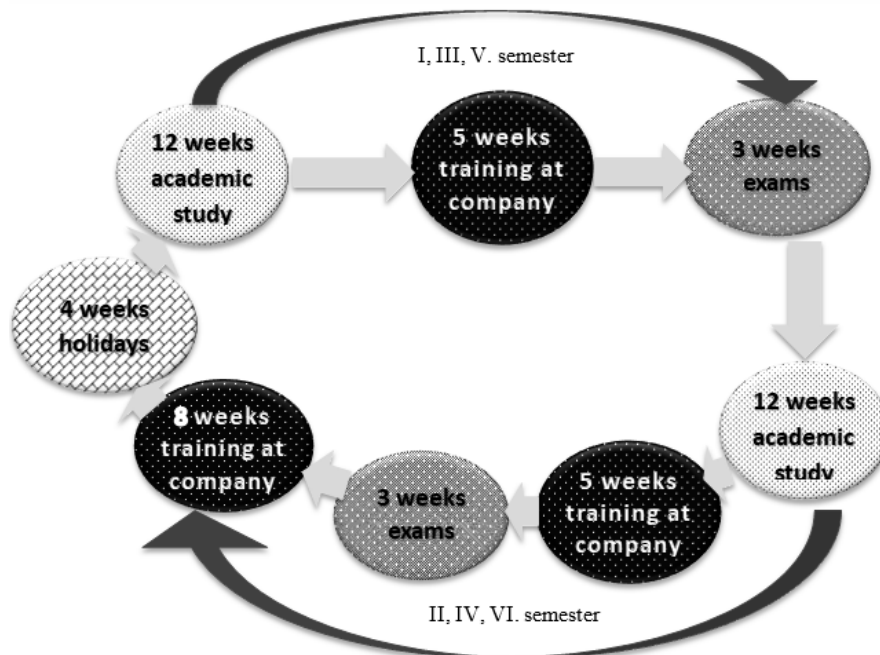 I, III, V. semester
12 weeks
academic
study
5 weeks
training at
company
3 weeks
exams
4 weeks
holidays
8 weeks
training at
company
3 weeks
exams
5 weeks
training at
company
12 weeks
academic
study
II, IV, VI. semester